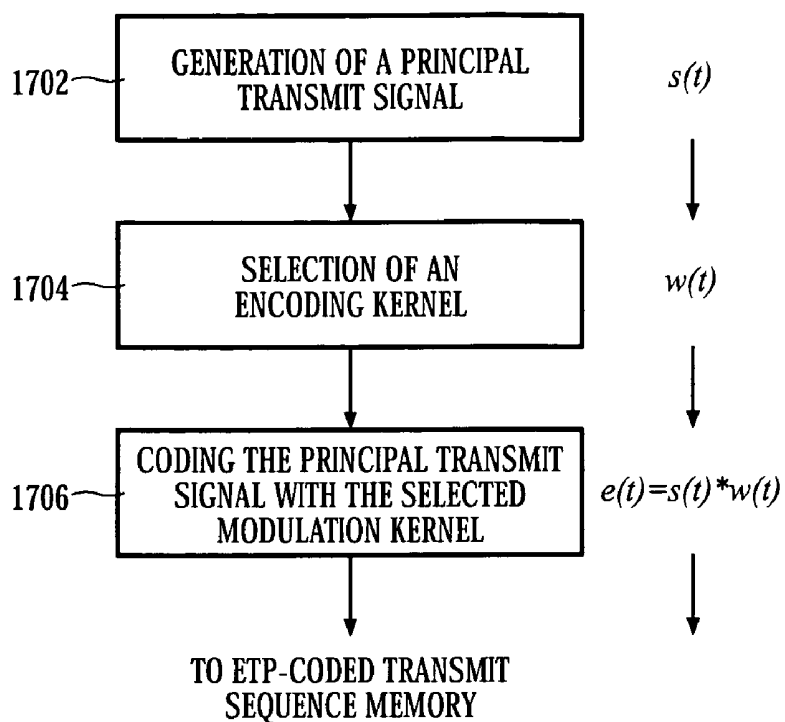 1702
GENERATION OF A PRINCIPAL
TRANSMIT SIGNAL
s(t)
1704
SELECTION OF AN
ENCODING KERNEL
w(t)
1706
CODING THE PRINCIPAL TRANSMIT
SIGNAL WITH THE SELECTED
MODULATION KERNEL
e(t)=s(t)*w(t)
TO ETP-CODED TRANSMIT
SEQUENCE MEMORY